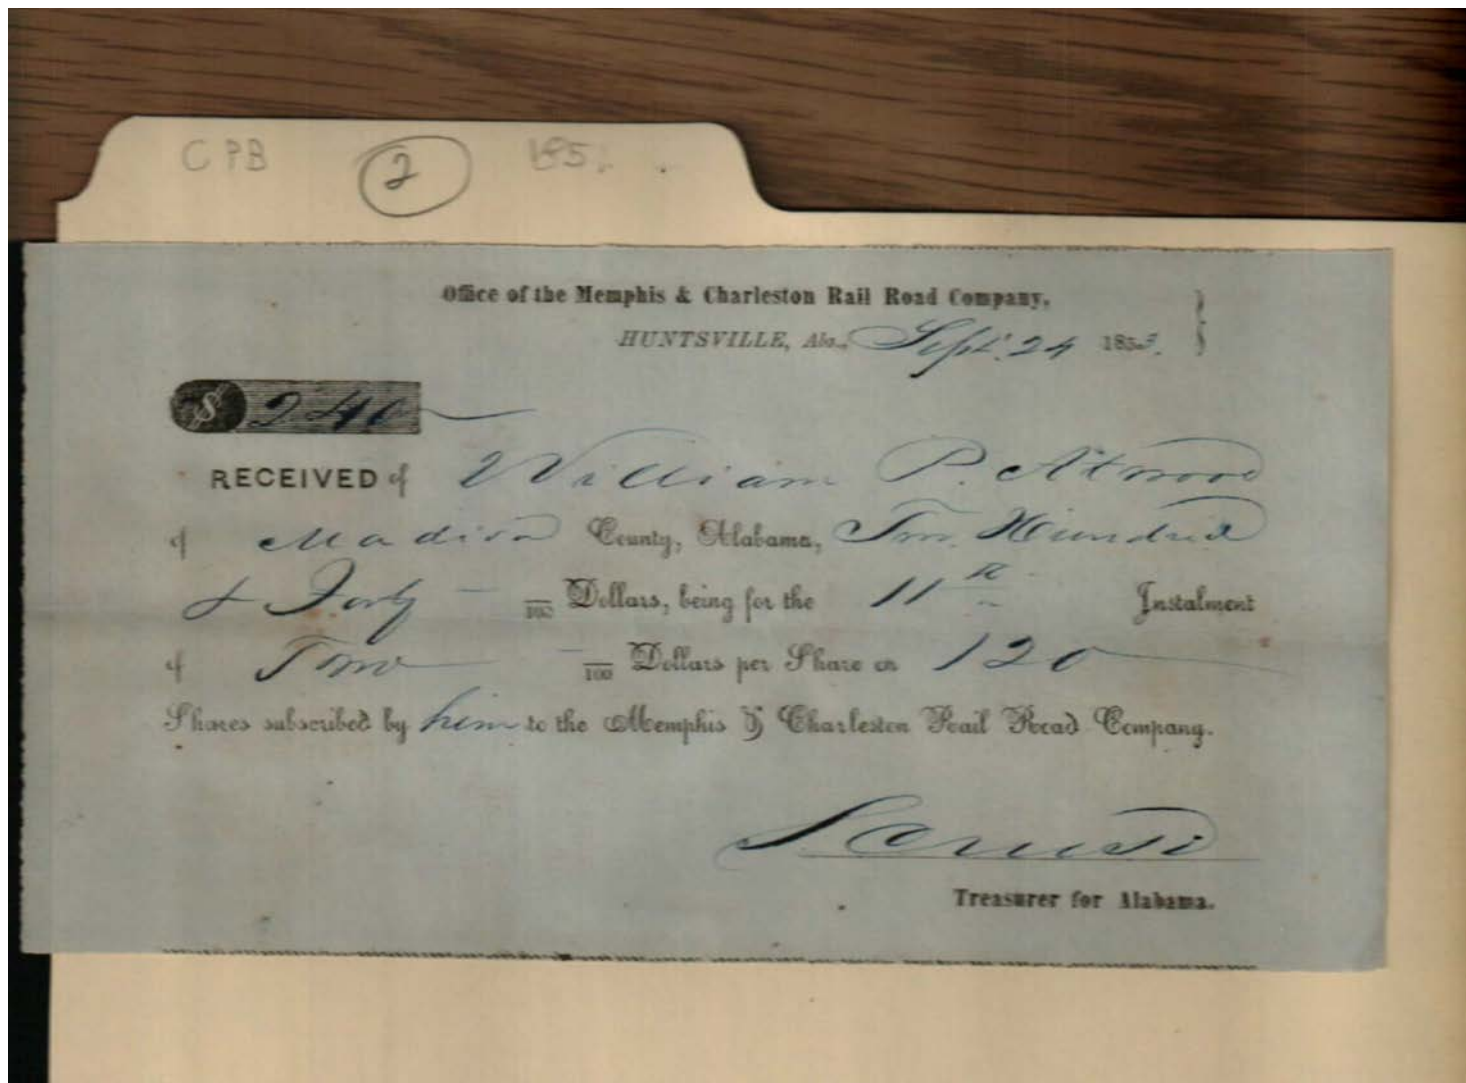 CPB 2 185
Office of the Memphis & Charleston Rail Road Company,
HUNTSVILLE, Ala., Sept. 24 1853.
$ 240
RECEIVED of William P. Atwood
of Madison County, Alabama, Two Hundred
& Forty /100 Dollars, being for the 11th Instalment
of Two /100 Dollars per Share on 120
Shares subscribed by him to the Memphis & Charleston Rail Road Company.
Treasurer for Alabama.